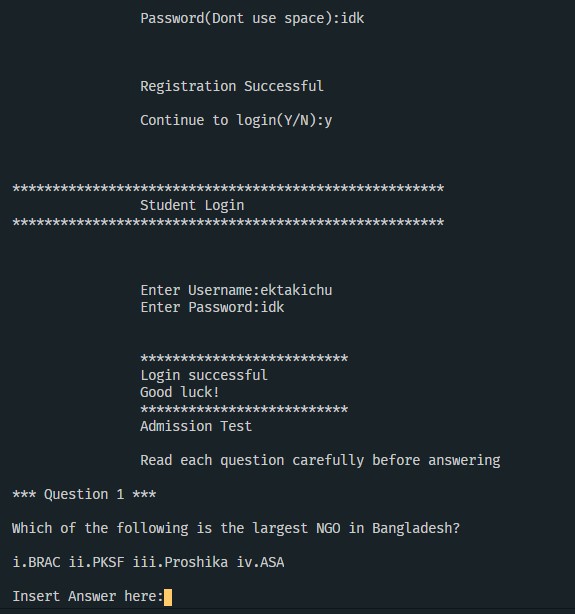 Password(Dont use space):idk
Registration Successful
Continue to login(Y/N):y
******************************************************
Student Login
******************************************************
Enter Username:ektakichu
Enter Password:idk
**************************
Login successful
Good luck!
**************************
Admission Test
Read each question carefully before answering
*** Question 1 ***
Which of the following is the largest NGO in Bangladesh?
i.BRAC ii.PKSF iii.Proshika iv.ASA
Insert Answer here: